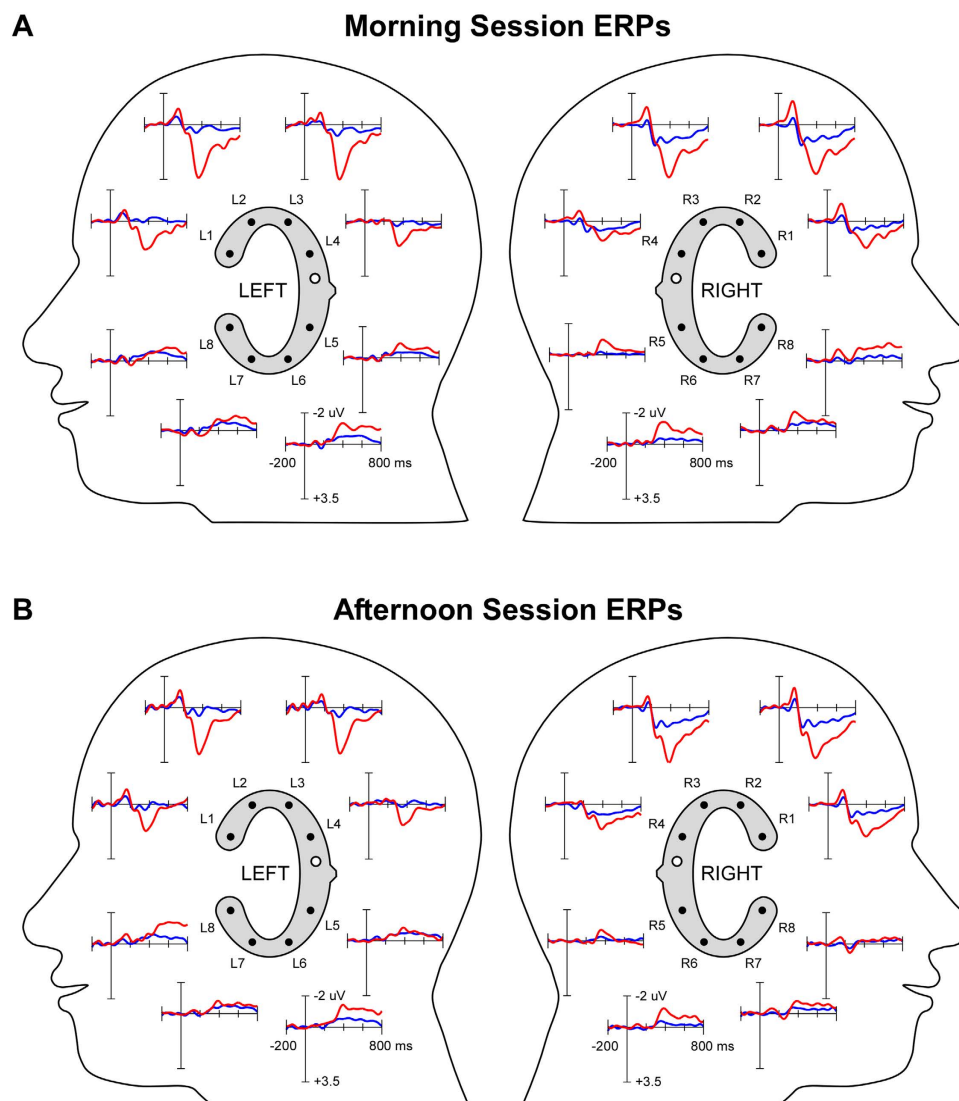 A
Morning Session ERPs
L2 L3 R3 R2
L1 L4 R4 R1
LEFT RIGHT
L8 L5 R5 R8
L7 L6 R6 R7
-2 uV -2 uV
-200 800 ms -200 800 ms
+3.5 +3.5
B
Afternoon Session ERPs
L2 L3 R3 R2
L1 L4 R4 R1
LEFT RIGHT
L8 L5 R5 R8
L7 L6 R6 R7
-2 uV -2 uV
-200 800 ms -200 800 ms
+3.5 +3.5